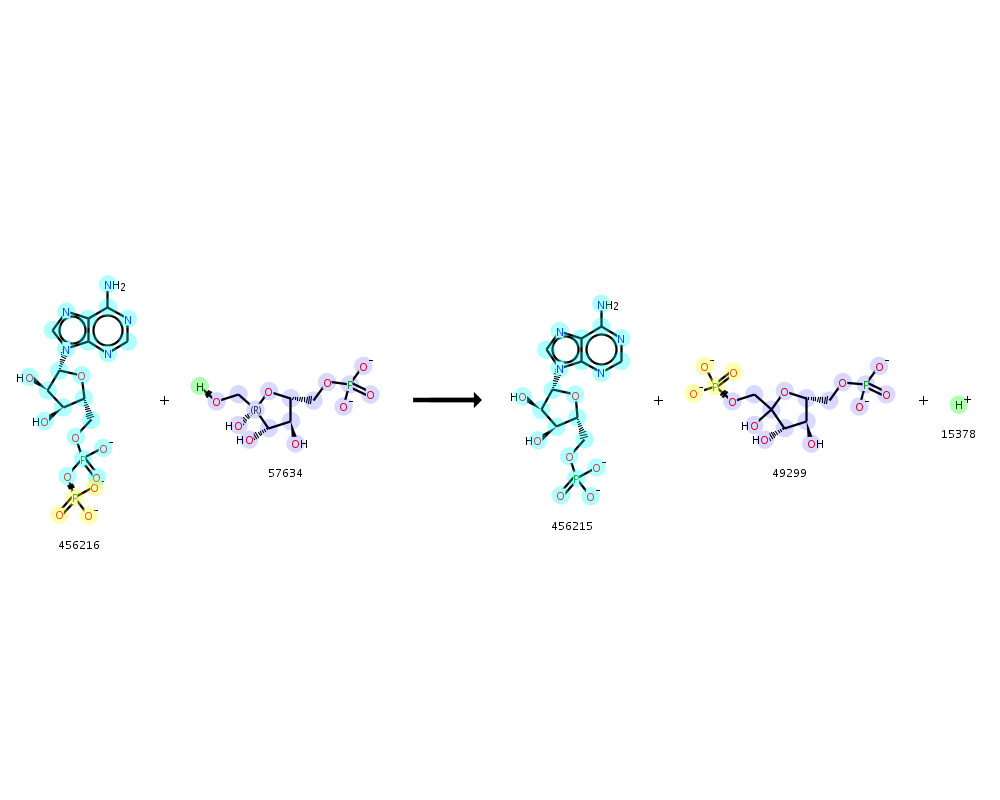 NH2
N
N
N
N
HO
O
HO
O
O-
P
O
O
O-
P
O
O-
456216
+
H
O
(R)
O
HO
HO
OH
O
P
O-
O
O-
57634
NH2
N
N
N
N
HO
O
HO
O
O-
P
O
O-
456215
+
O-
O
P
O-
O
O
HO
HO
OH
O
P
O-
O
O-
49299
+
H+
15378